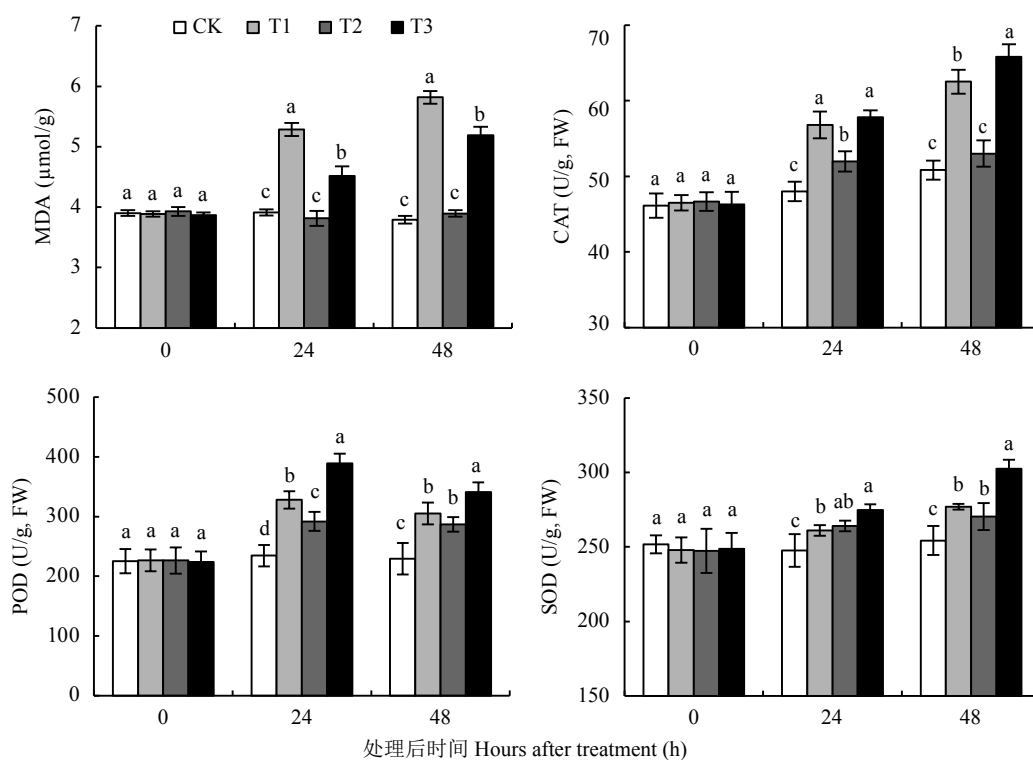 CK T1 T2 T3
MDA (μmol/g)
7
6
5
4
3
2
a a a a
c a c b
c a c b
0 24 48
CAT (U/g, FW)
70
60
50
40
30
a a a a
c a b a
c b c a
0 24 48
POD (U/g, FW)
500
400
300
200
100
0
a a a a
d b c a
c b b a
0 24 48
SOD (U/g, FW)
350
300
250
200
150
a a a a
c b ab a
c b b a
0 24 48
处理后时间 Hours after treatment (h)